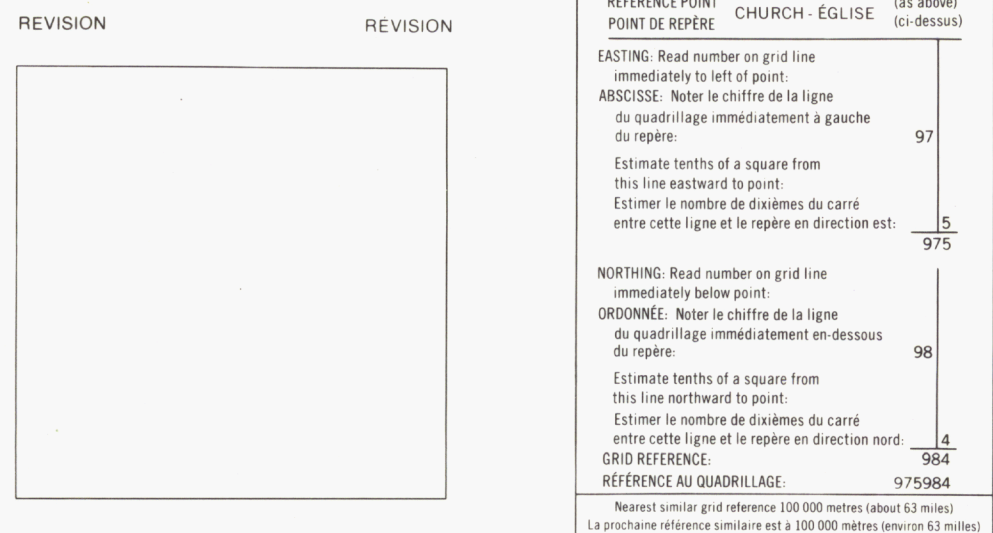 REVISION RÉVISION
REFERENCE POINT CHURCH - ÉGLISE (as above)
POINT DE REPÈRE (ci-dessus)
EASTING: Read number on grid line
immediately to left of point:
ABSCISSE: Noter le chiffre de la ligne
du quadrillage immédiatement à gauche
du repère: 97
Estimate tenths of a square from
this line eastward to point:
Estimer le nombre de dixièmes du carré
entre cette ligne et le repère en direction est: 5
975
NORTHING: Read number on grid line
immediately below point:
ORDONNÉE: Noter le chiffre de la ligne
du quadrillage immédiatement en-dessous
du repère: 98
Estimate tenths of a square from
this line northward to point:
Estimer le nombre de dixièmes du carré
entre cette ligne et le repère en direction nord: 4
GRID REFERENCE: 984
RÉFÉRENCE AU QUADRILLAGE: 975984
Nearest similar grid reference 100 000 metres (about 63 miles)
La prochaine référence similaire est à 100 000 mètres (environ 63 milles)